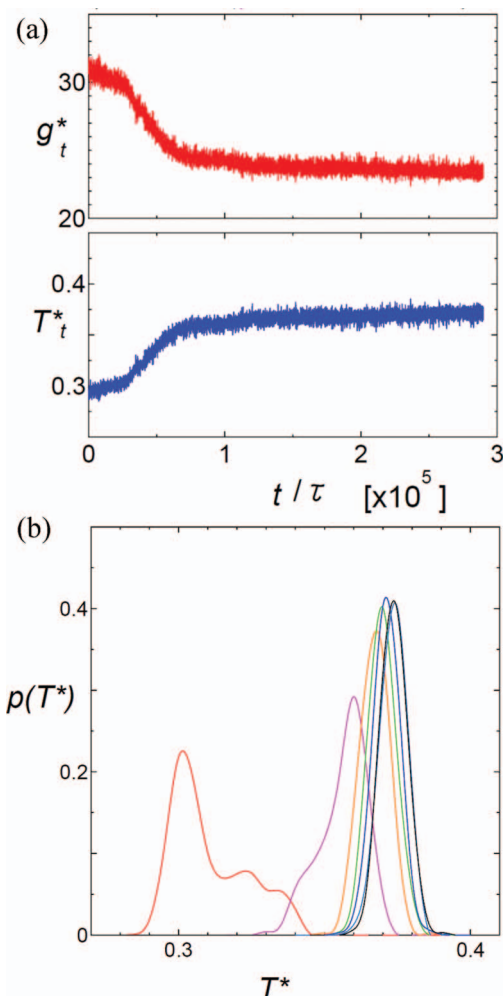 (a)
30
g*t
20
0.4
T*t
0.3
0 1 2 3
t / τ [x10^5]
(b)
0.4
p(T*)
0.2
0
0.3 0.4
T*